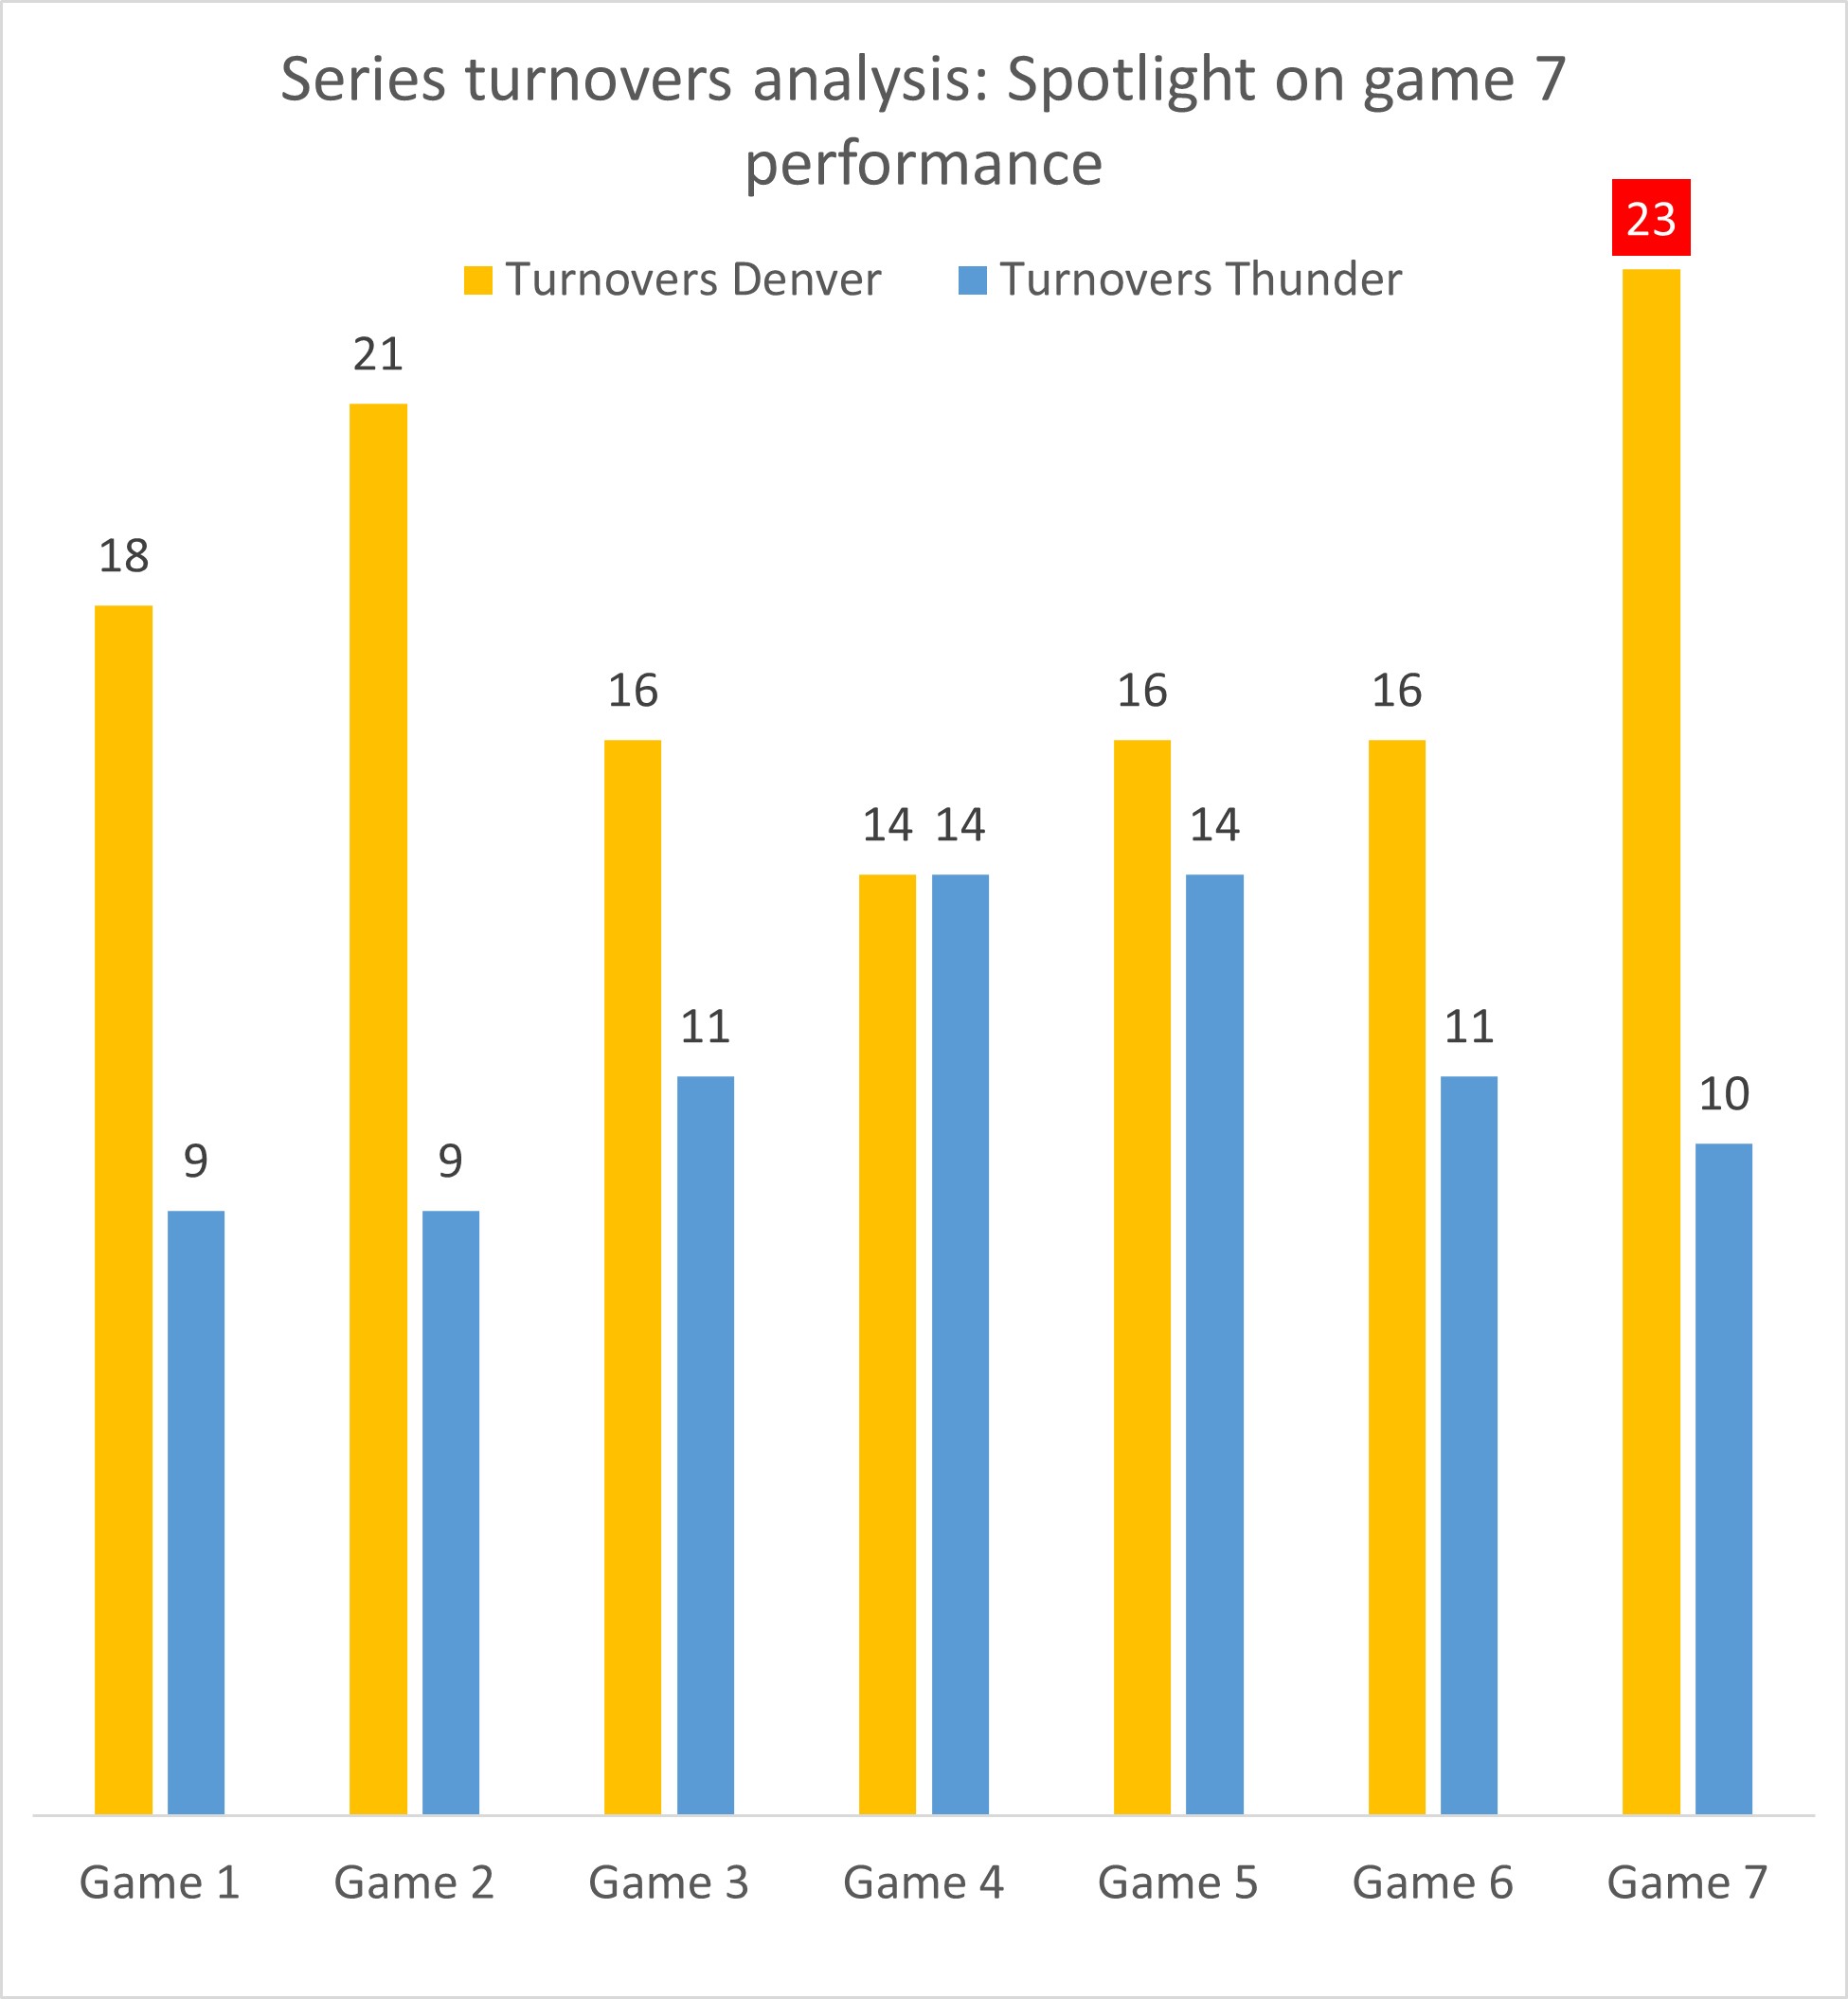 Series turnovers analysis: Spotlight on game 7
performance
23
Turnovers Denver Turnovers Thunder
21
18
16 16 16
14 14 14
11 11
10
9 9
Game 1 Game 2 Game 3 Game 4 Game 5 Game 6 Game 7